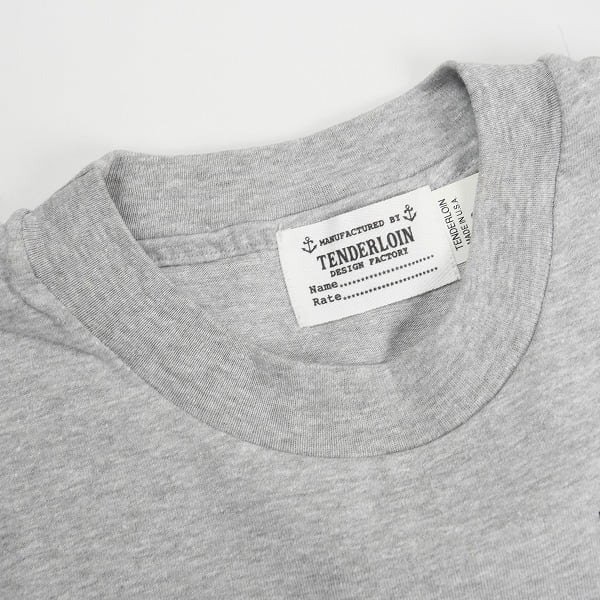 MANUFACTURED BY
TENDERLOIN
DESIGN FACTORY
Name...............
Rate...............
TENDERLOIN
MADE IN U.S.A